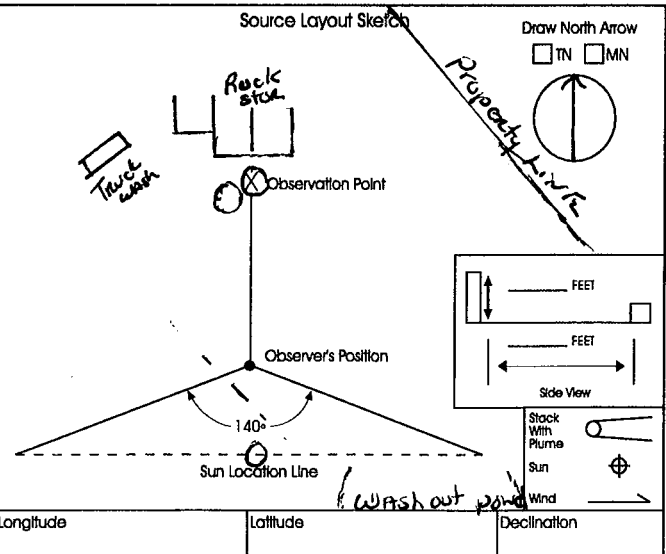 Source Layout Sketch
Draw North Arrow
TN MN
Rock
stor
Property Line
Truck
wash
X
Observation Point
FEET
FEET
Side View
Observer's Position
140°
Sun Location Line
Stack
With
Plume
Sun
Wind
Wash out pond
Longitude
Latitude
Declination